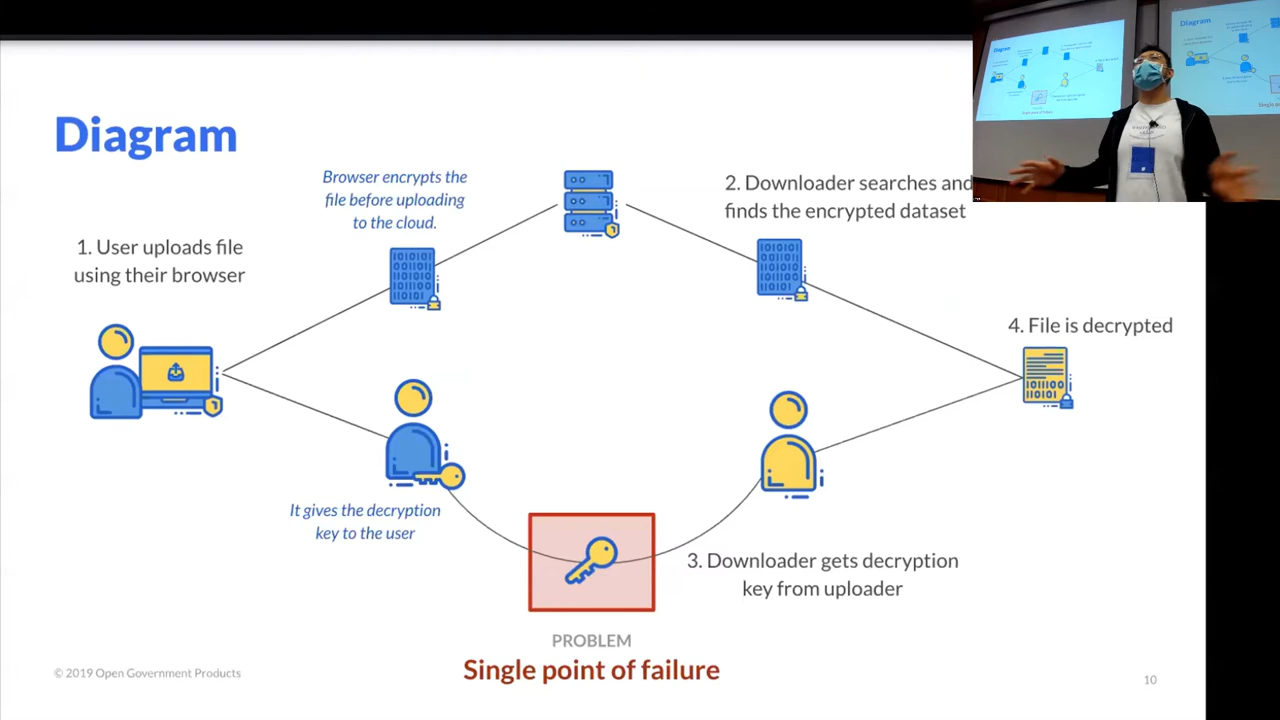 Diagram
Browser encrypts the
file before uploading
to the cloud.
1. User uploads file
using their browser
2. Downloader searches and
finds the encrypted dataset
4. File is decrypted
It gives the decryption
key to the user
3. Downloader gets decryption
key from uploader
PROBLEM
Single point of failure
© 2019 Open Government Products
10
Diagram
Diagram